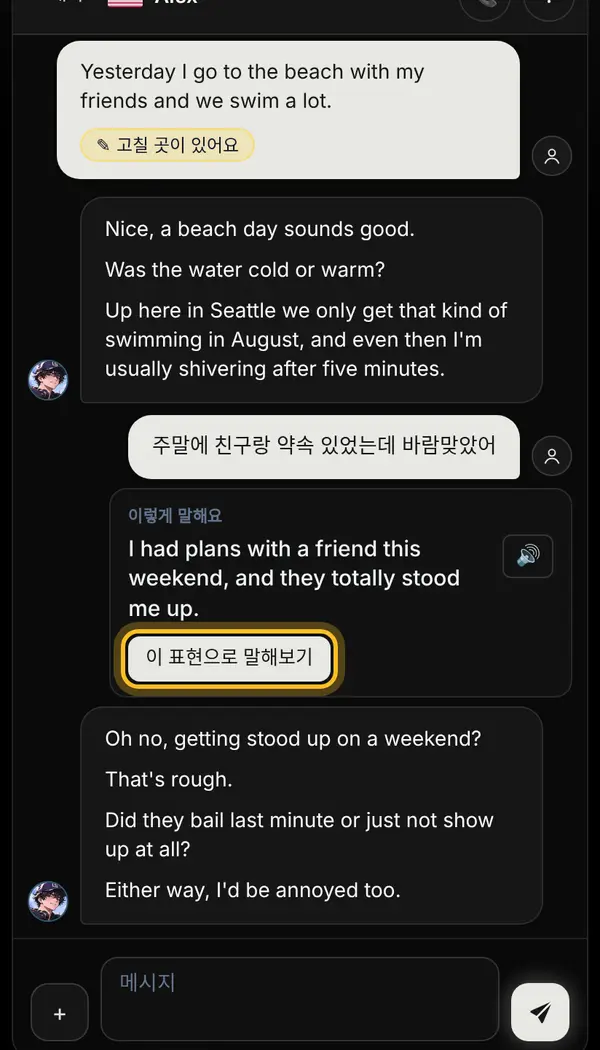 Yesterday I go to the beach with my
friends and we swim a lot.
✎ 고칠 곳이 있어요
Nice, a beach day sounds good.
Was the water cold or warm?
Up here in Seattle we only get that kind of
swimming in August, and even then I'm
usually shivering after five minutes.
주말에 친구랑 약속 있었는데 바람맞았어
이렇게 말해요
I had plans with a friend this
weekend, and they totally stood
me up.
이 표현으로 말해보기
Oh no, getting stood up on a weekend?
That's rough.
Did they bail last minute or just not show
up at all?
Either way, I'd be annoyed too.
메시지
+